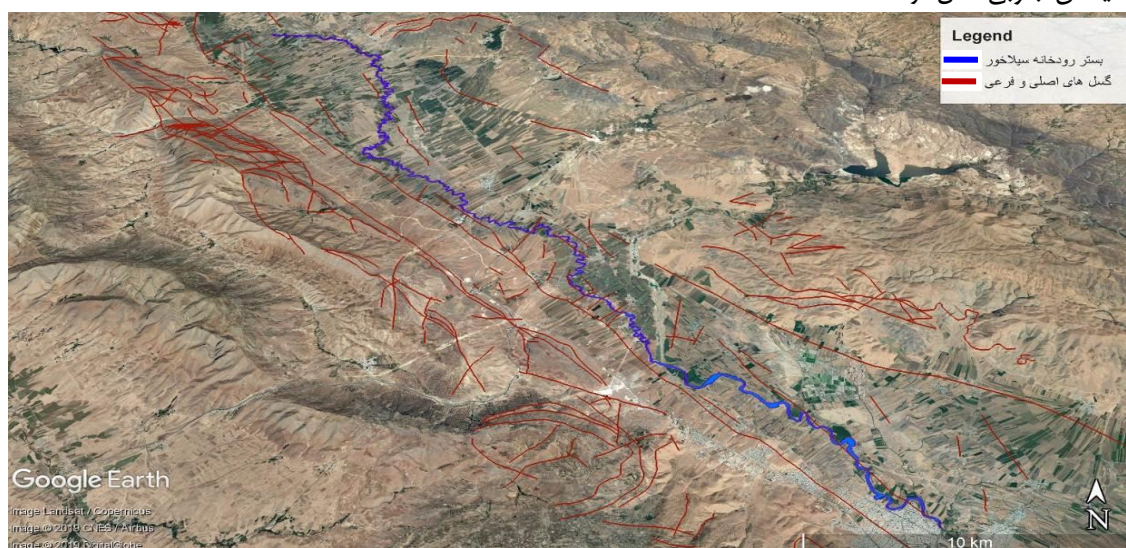 Legend
بستر رودخانه سیلاخور
گسل های اصلی و فرعی
Google Earth
Image Landsat / Copernicus
Image © 2019 CNES / Airbus
Image © 2019 DigitalGlobe
10 km
N